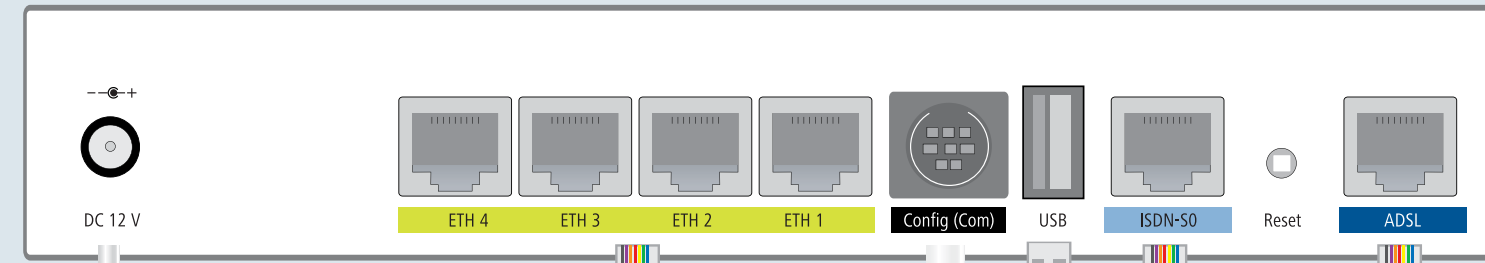 - - + 
DC 12 V
ETH 4
ETH 3
ETH 2
ETH 1
Config (Com)
USB
ISDN-S0
Reset
ADSL